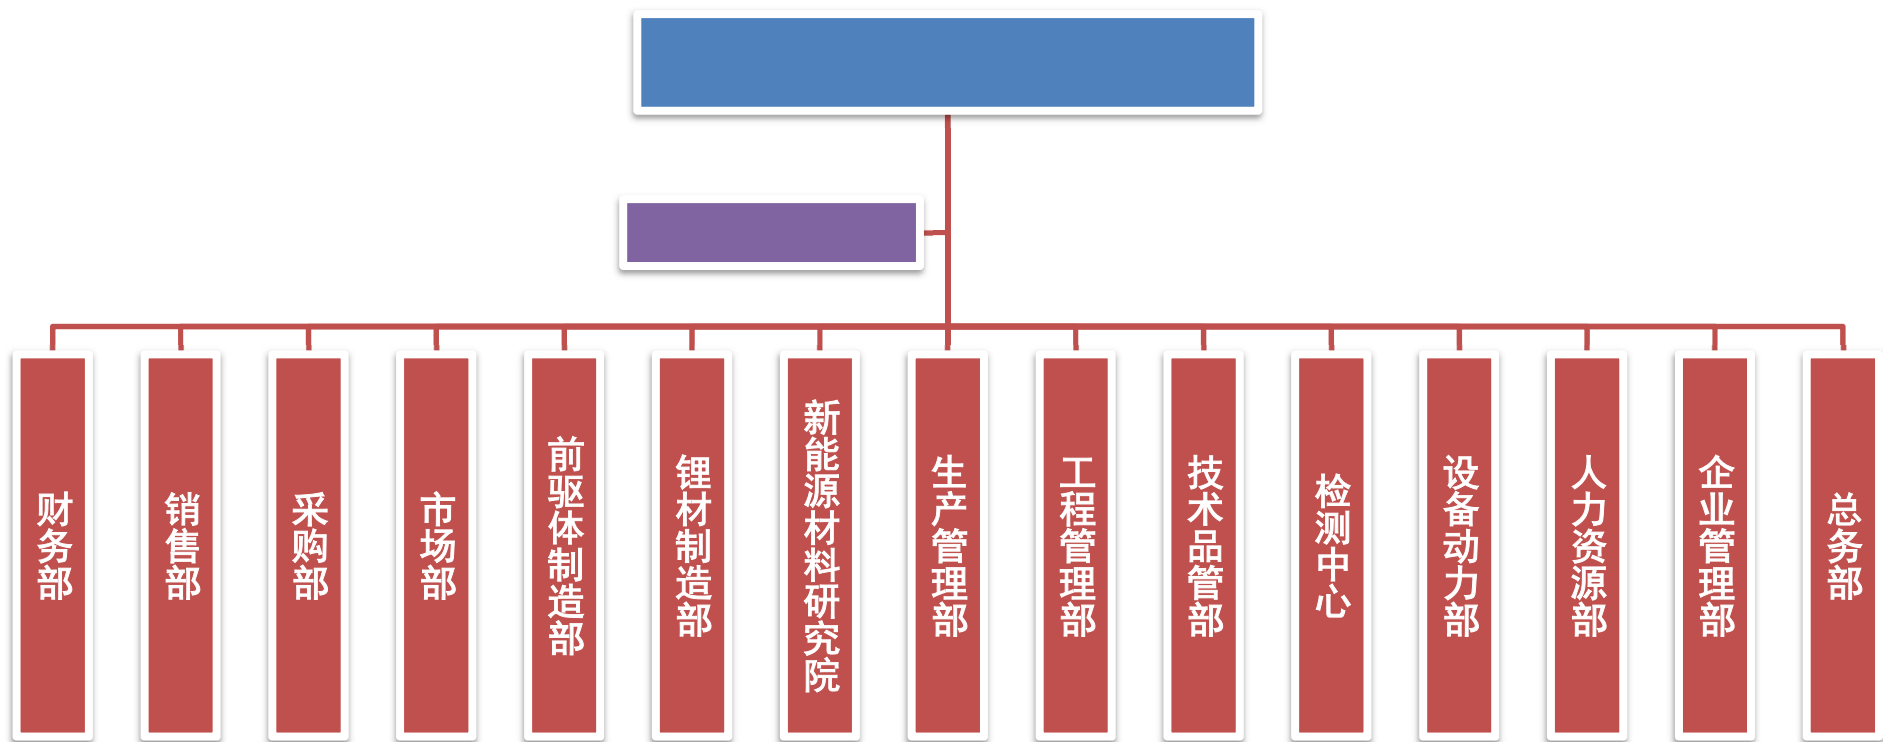 财务部
销售部
采购部
市场部
前驱体制造部
锂材制造部
新能源材料研究院
生产管理部
工程管理部
技术品管部
检测中心
设备动力部
人力资源部
企业管理部
总务部